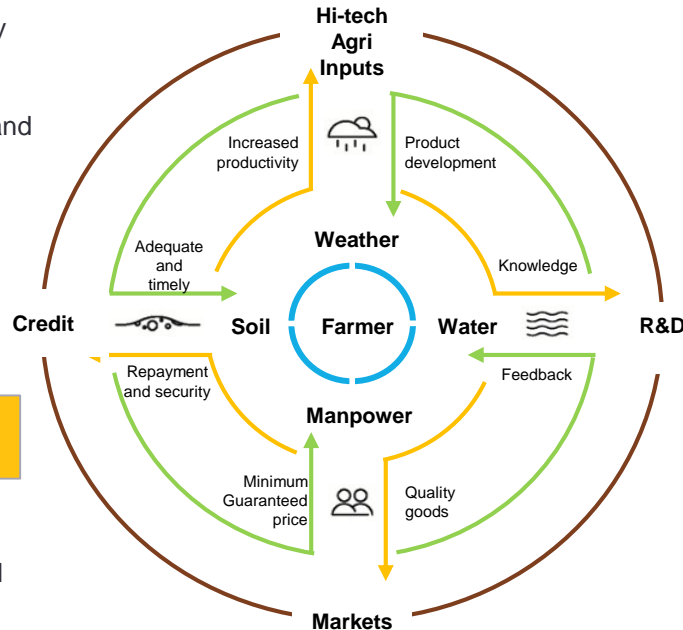 y
Hi-tech
Agri
Inputs
and
Increased
productivity
Product
development
Weather
Adequate
and
timely
Knowledge
Credit
Soil
Farmer
Water
R&D
Repayment
and security
Feedback
Manpower
Minimum
Guaranteed
price
Quality
goods
Markets